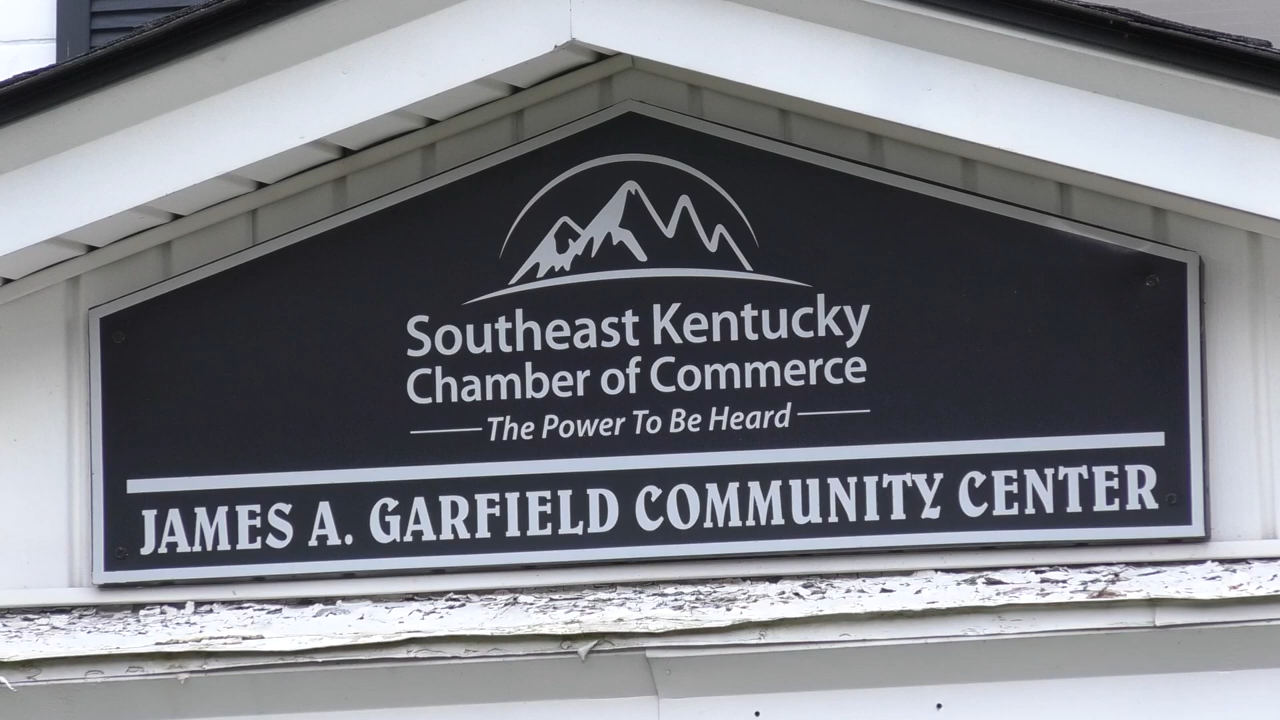 Southeast Kentucky
Chamber of Commerce
The Power To Be Heard
JAMES A. GARFIELD COMMUNITY CENTER